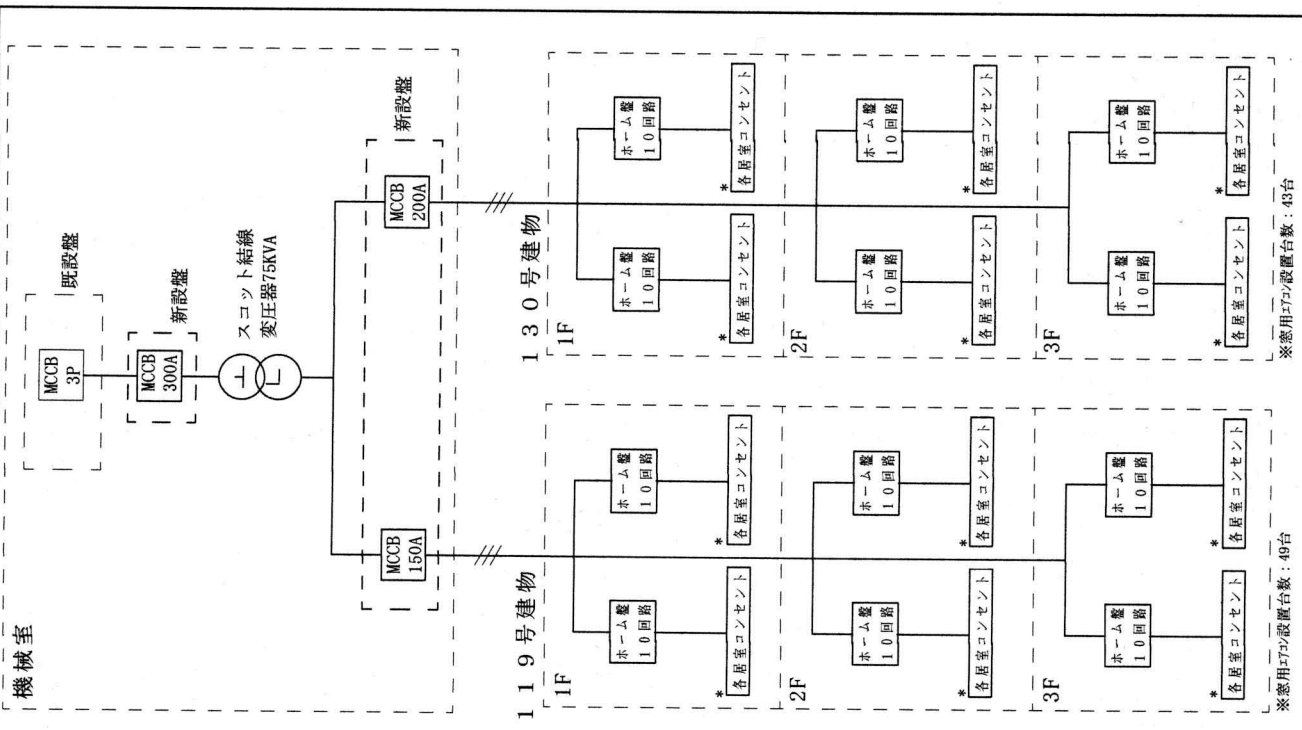 機械室
既設盤
MCCB
3P
新設盤
MCCB
300A
スコット結線
変圧器75KVA
新設盤
MCCB
150A
MCCB
200A
119号建物
1F
ホーム盤
10回路
*
各居室コンセント
ホーム盤
10回路
*
各居室コンセント
2F
ホーム盤
10回路
*
各居室コンセント
ホーム盤
10回路
*
各居室コンセント
3F
ホーム盤
10回路
*
各居室コンセント
ホーム盤
10回路
*
各居室コンセント
※窓用エアコン設置台数:49台
130号建物
1F
ホーム盤
10回路
*
各居室コンセント
ホーム盤
10回路
*
各居室コンセント
2F
ホーム盤
10回路
*
各居室コンセント
ホーム盤
10回路
*
各居室コンセント
3F
ホーム盤
10回路
*
各居室コンセント
ホーム盤
10回路
*
各居室コンセント
※窓用エアコン設置台数:43台